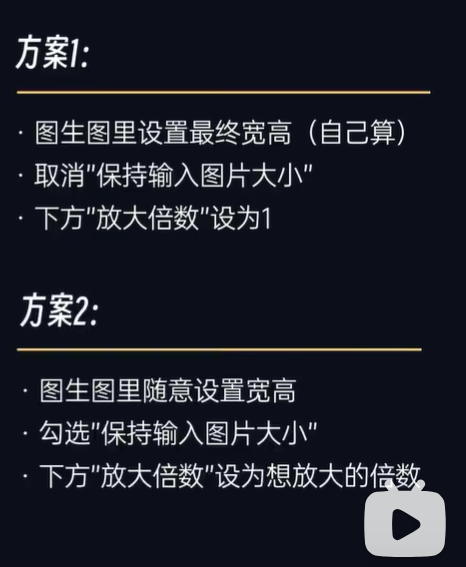 方案1:
· 图生图里设置最终宽高（自己算）
· 取消"保持输入图片大小"
· 下方"放大倍数"设为1
方案2:
· 图生图里随意设置宽高
· 勾选"保持输入图片大小"
· 下方"放大倍数"设为想放大的倍数